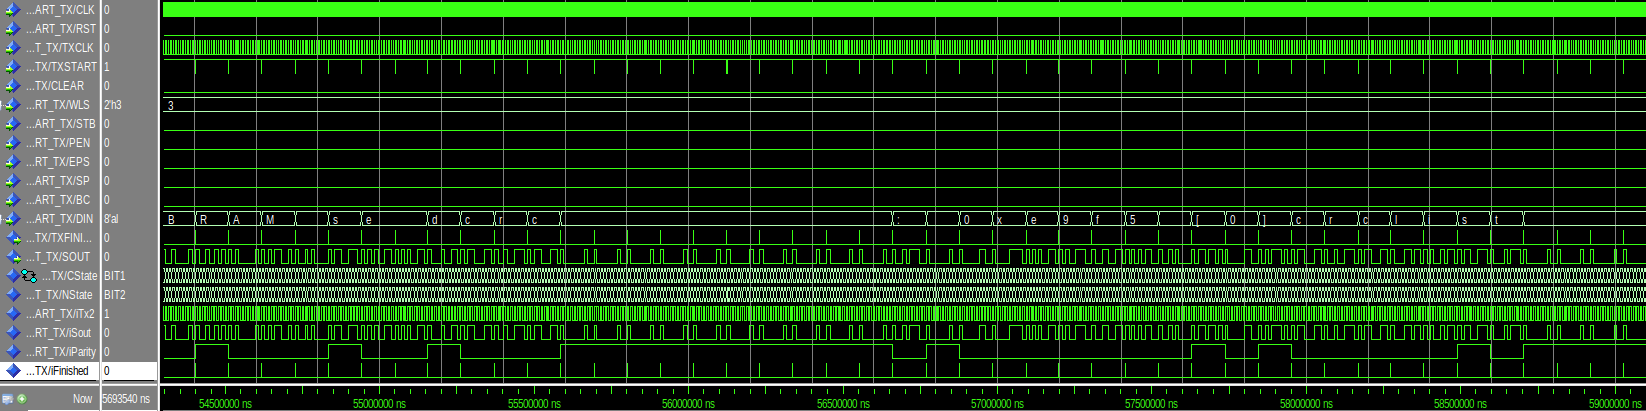 ...ART_TX/CLK 0
...ART_TX/RST 0
...T_TX/TXCLK 0
...TX/TXSTART 1
...TX/CLEAR 0
...RT_TX/WLS 2'h3 3
...ART_TX/STB 0
...RT_TX/PEN 0
...RT_TX/EPS 0
...ART_TX/SP 0
...ART_TX/BC 0
...ART_TX/DIN 8'al B R A M s e d c r c : 0 x e 9 f 5 [ 0 ] c r c l i s t
...TX/TXFINI... 0
...T_TX/SOUT 0
...TX/CState BIT1
...T_TX/NState BIT2
...ART_TX/iTx2 1
...RT_TX/iSout 0
...RT_TX/iParity 0
...TX/iFinished 0
Now 5693540 ns 54500000 ns 55000000 ns 55500000 ns 56000000 ns 56500000 ns 57000000 ns 57500000 ns 58000000 ns 58500000 ns 59000000 ns